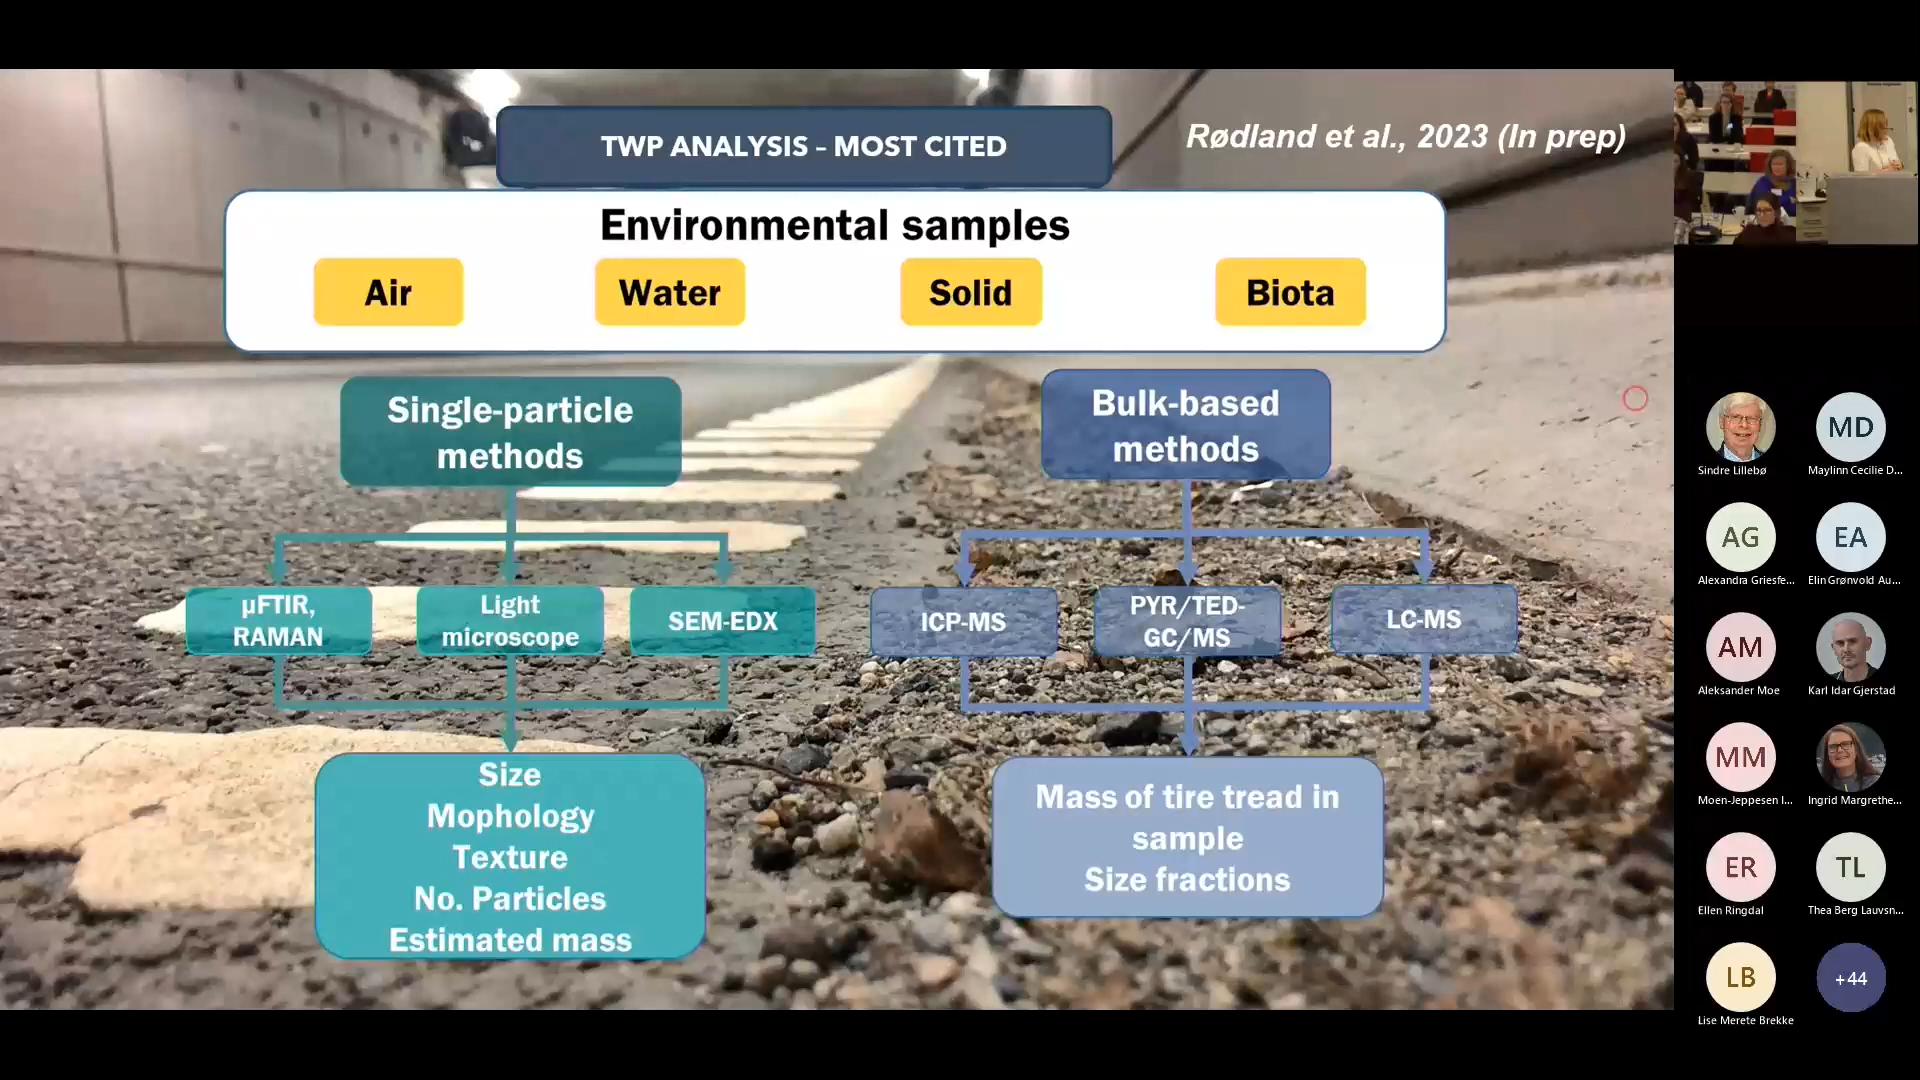 TWP ANALYSIS – MOST CITED
Rødland et al., 2023 (In prep)
Environmental samples
Air
Water
Solid
Biota
Single-particle
methods
Bulk-based
methods
µFTIR,
RAMAN
Light
microscope
SEM-EDX
ICP-MS
PYR/TED-
GC/MS
LC-MS
Size
Mophology
Texture
No. Particles
Estimated mass
Mass of tire tread in
sample
Size fractions
Sindre Lillebø
MD
Maylinn Cecilie D...
AG
Alexandra Griesfe...
EA
Elin Grønvold Au...
AM
Aleksander Moe
Karl Idar Gjerstad
MM
Moen-Jeppesen I...
Ingrid Margrethe...
ER
Ellen Ringdal
TL
Thea Berg Lauvsn...
LB
Lise Merete Brekke
+44